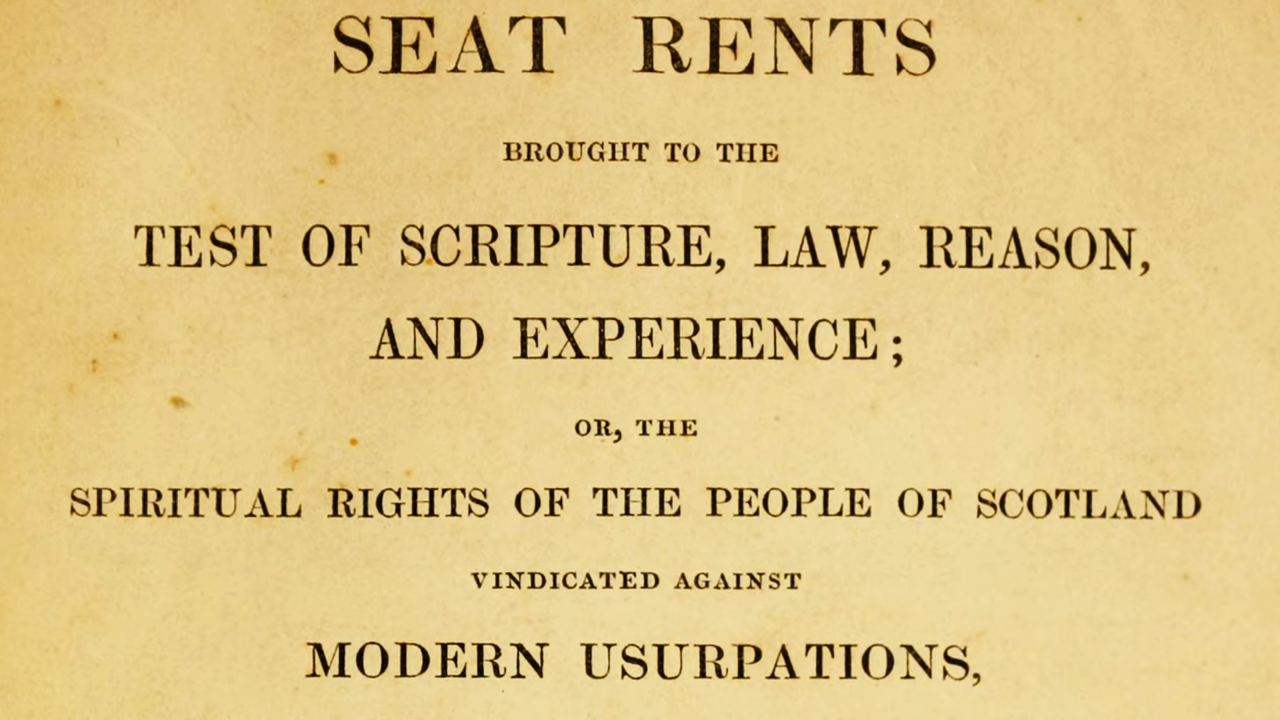 SEAT RENTS
BROUGHT TO THE
TEST OF SCRIPTURE, LAW, REASON,
AND EXPERIENCE;
OR, THE
SPIRITUAL RIGHTS OF THE PEOPLE OF SCOTLAND
VINDICATED AGAINST
MODERN USURPATIONS,